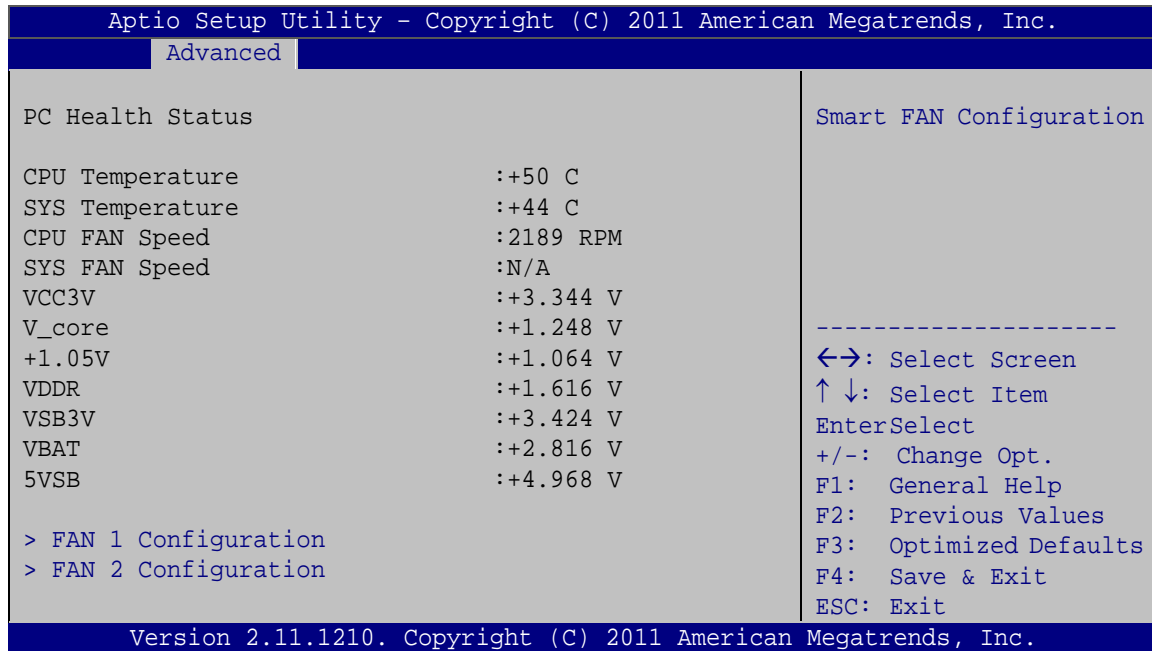 Aptio Setup Utility – Copyright (C) 2011 American Megatrends, Inc.
Advanced
PC Health Status
CPU Temperature :+50 C
SYS Temperature :+44 C
CPU FAN Speed :2189 RPM
SYS FAN Speed :N/A
VCC3V :+3.344 V
V_core :+1.248 V
+1.05V :+1.064 V
VDDR :+1.616 V
VSB3V :+3.424 V
VBAT :+2.816 V
5VSB :+4.968 V
> FAN 1 Configuration
> FAN 2 Configuration
Smart FAN Configuration
---------------------
←→: Select Screen
↑ ↓: Select Item
EnterSelect
+/-: Change Opt.
F1: General Help
F2: Previous Values
F3: Optimized Defaults
F4: Save & Exit
ESC: Exit
Version 2.11.1210. Copyright (C) 2011 American Megatrends, Inc.